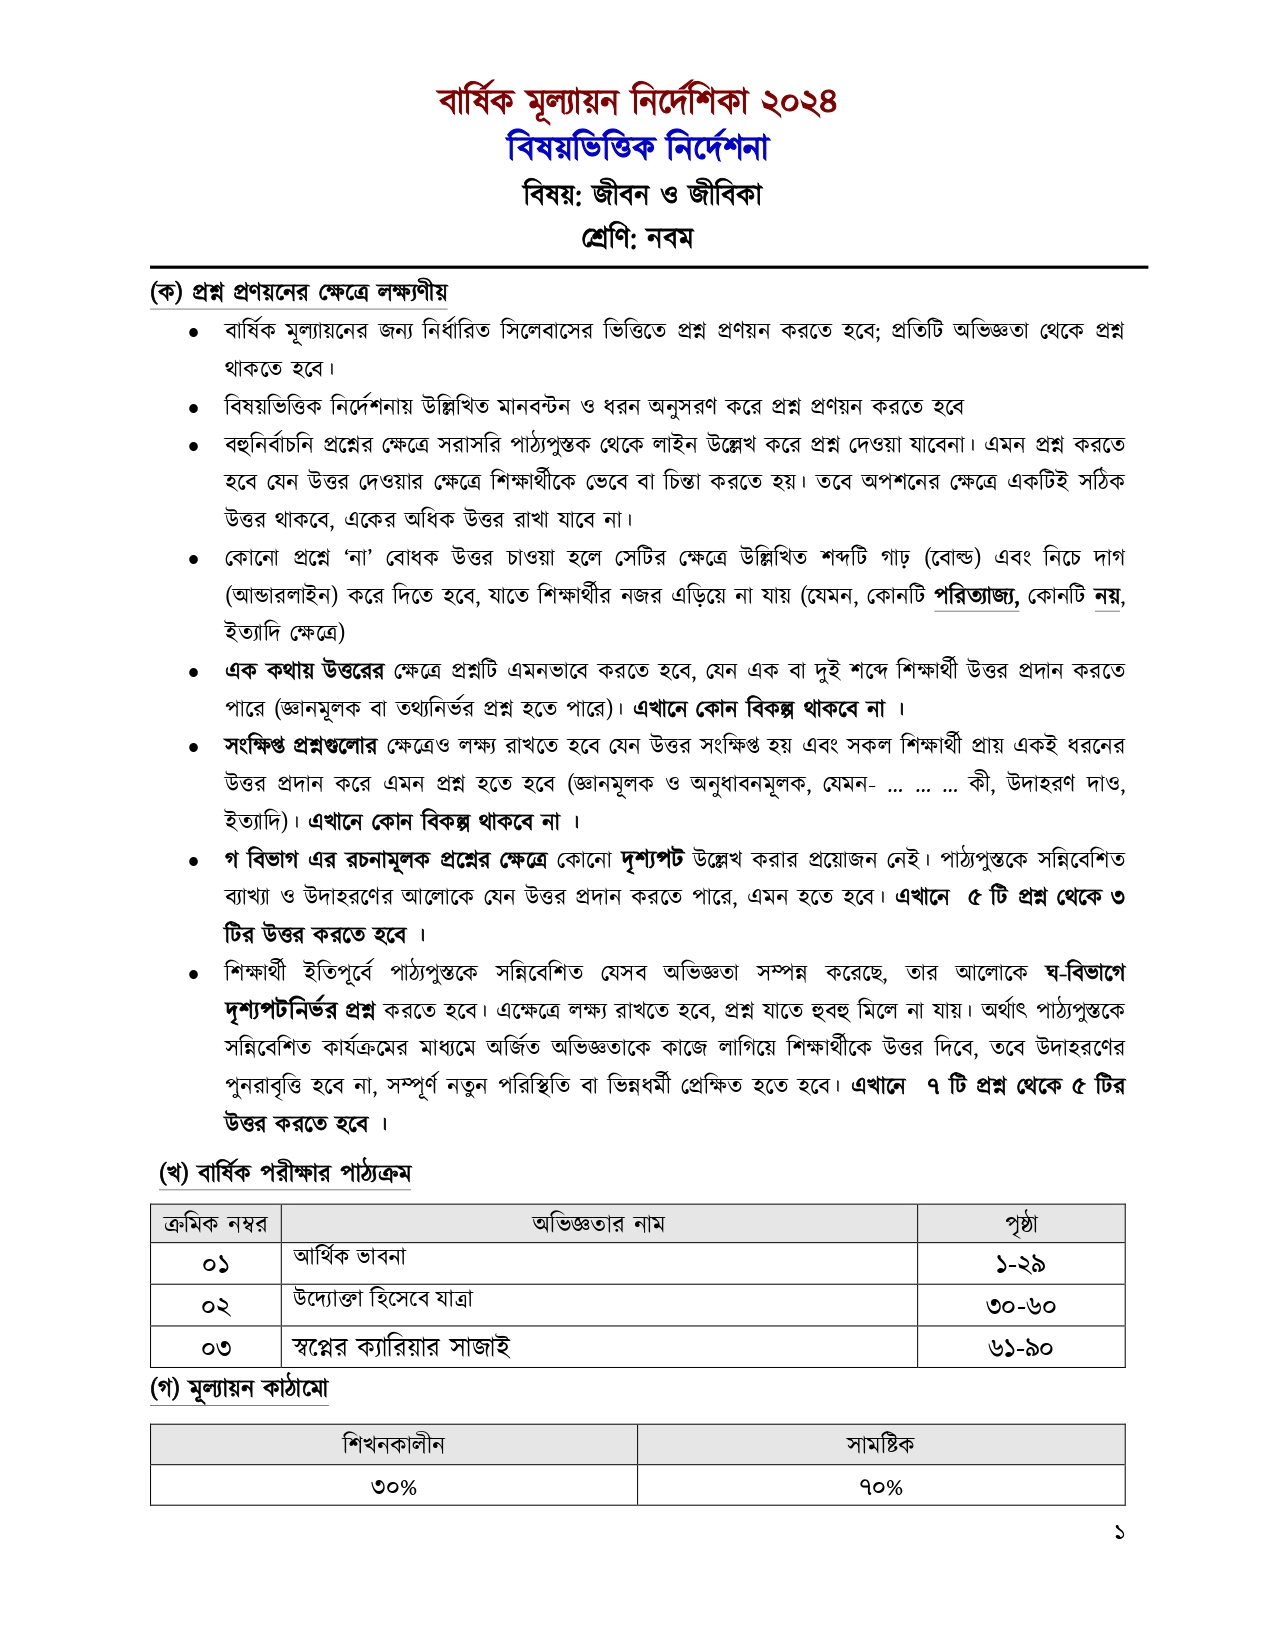 বার্ষিক মূল্যায়ন নির্দেশিকা ২০২৪
বিষয়ভিত্তিক নির্দেশনা
বিষয়: জীবন ও জীবিকা
শ্রেণি: নবম
(ক) প্রশ্ন প্রণয়নের ক্ষেত্রে লক্ষ্যণীয়
● বার্ষিক মূল্যায়নের জন্য নির্ধারিত সিলেবাসের ভিত্তিতে প্রশ্ন প্রণয়ন করতে হবে; প্রতিটি অভিজ্ঞতা থেকে প্রশ্ন
থাকতে হবে।
● বিষয়ভিত্তিক নির্দেশনায় উল্লিখিত মানবন্টন ও ধরন অনুসরণ করে প্রশ্ন প্রণয়ন করতে হবে
● বহুনির্বাচনি প্রশ্নের ক্ষেত্রে সরাসরি পাঠ্যপুস্তক থেকে লাইন উল্লেখ করে প্রশ্ন দেওয়া যাবেনা। এমন প্রশ্ন করতে
হবে যেন উত্তর দেওয়ার ক্ষেত্রে শিক্ষার্থীকে ভেবে বা চিন্তা করতে হয়। তবে অপশনের ক্ষেত্রে একটিই সঠিক
উত্তর থাকবে, একের অধিক উত্তর রাখা যাবে না।
● কোনো প্রশ্নে ‘না’ বোধক উত্তর চাওয়া হলে সেটির ক্ষেত্রে উল্লিখিত শব্দটি গাঢ় (বোল্ড) এবং নিচে দাগ
(আন্ডারলাইন) করে দিতে হবে, যাতে শিক্ষার্থীর নজর এড়িয়ে না যায় (যেমন, কোনটি পরিত্যাজ্য, কোনটি নয়,
ইত্যাদি ক্ষেত্রে)
● এক কথায় উত্তরের ক্ষেত্রে প্রশ্নটি এমনভাবে করতে হবে, যেন এক বা দুই শব্দে শিক্ষার্থী উত্তর প্রদান করতে
পারে (জ্ঞানমূলক বা তথ্যনির্ভর প্রশ্ন হতে পারে)। এখানে কোন বিকল্প থাকবে না ।
● সংক্ষিপ্ত প্রশ্নগুলোর ক্ষেত্রেও লক্ষ্য রাখতে হবে যেন উত্তর সংক্ষিপ্ত হয় এবং সকল শিক্ষার্থী প্রায় একই ধরনের
উত্তর প্রদান করে এমন প্রশ্ন হতে হবে (জ্ঞানমূলক ও অনুধাবনমূলক, যেমন- ... ... ... কী, উদাহরণ দাও,
ইত্যাদি)। এখানে কোন বিকল্প থাকবে না ।
● গ বিভাগ এর রচনামূলক প্রশ্নের ক্ষেত্রে কোনো দৃশ্যপট উল্লেখ করার প্রয়োজন নেই। পাঠ্যপুস্তকে সন্নিবেশিত
ব্যাখ্যা ও উদাহরণের আলোকে যেন উত্তর প্রদান করতে পারে, এমন হতে হবে। এখানে ৫ টি প্রশ্ন থেকে ৩
টির উত্তর করতে হবে ।
● শিক্ষার্থী ইতিপূর্বে পাঠ্যপুস্তকে সন্নিবেশিত যেসব অভিজ্ঞতা সম্পন্ন করেছে, তার আলোকে ঘ-বিভাগে
দৃশ্যপটনির্ভর প্রশ্ন করতে হবে। এক্ষেত্রে লক্ষ্য রাখতে হবে, প্রশ্ন যাতে হুবহু মিলে না যায়। অর্থাৎ পাঠ্যপুস্তকে
সন্নিবেশিত কার্যক্রমের মাধ্যমে অর্জিত অভিজ্ঞতাকে কাজে লাগিয়ে শিক্ষার্থীকে উত্তর দিবে, তবে উদাহরণের
পুনরাবৃত্তি হবে না, সম্পূর্ণ নতুন পরিস্থিতি বা ভিন্নধর্মী প্রেক্ষিত হতে হবে। এখানে ৭ টি প্রশ্ন থেকে ৫ টির
উত্তর করতে হবে ।
(খ) বার্ষিক পরীক্ষার পাঠ্যক্রম
ক্রমিক নম্বর অভিজ্ঞতার নাম পৃষ্ঠা
০১ আর্থিক ভাবনা ১-২৯
০২ উদ্যোক্তা হিসেবে যাত্রা ৩০-৬০
০৩ স্বপ্নের ক্যারিয়ার সাজাই ৬১-৯০
(গ) মূল্যায়ন কাঠামো
শিখনকালীন সামষ্টিক
৩০% ৭০%
১